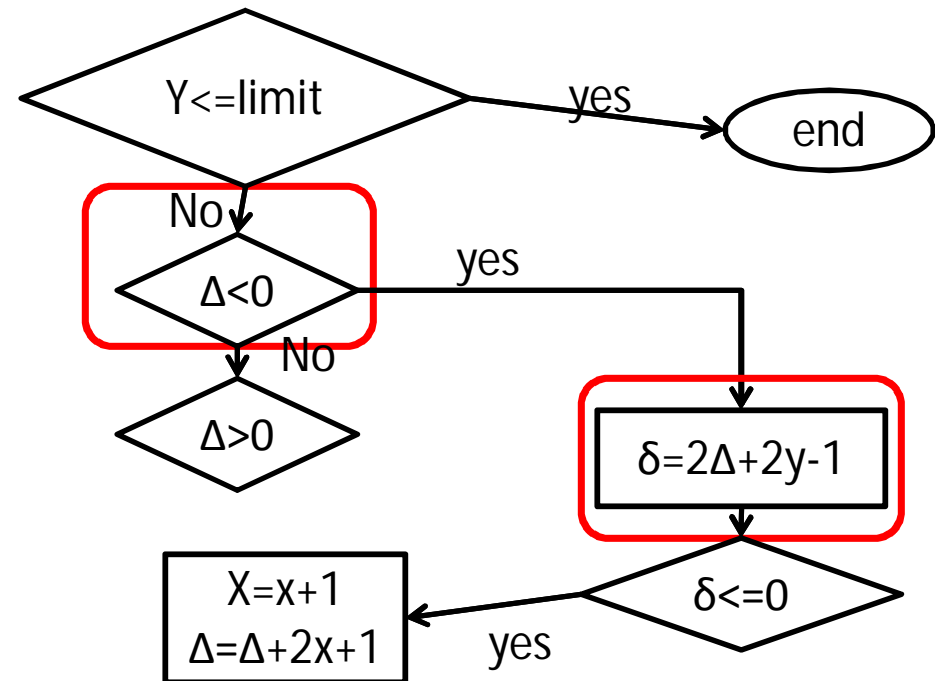 Y<=limit
yes
end
No
Δ<0
yes
No
Δ>0
δ=2Δ+2y-1
δ<=0
yes
X=x+1
Δ=Δ+2x+1